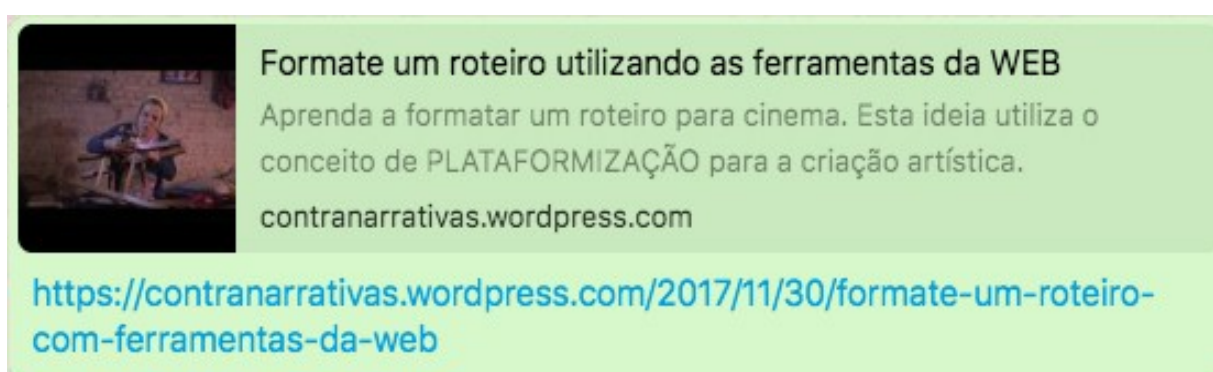 Formate um roteiro utilizando as ferramentas da WEB
Aprenda a formatar um roteiro para cinema. Esta ideia utiliza o
conceito de PLATAFORMIZAÇÃO para a criação artística.
contranarrativas.wordpress.com
https://contranarrativas.wordpress.com/2017/11/30/formate-um-roteiro-
com-ferramentas-da-web